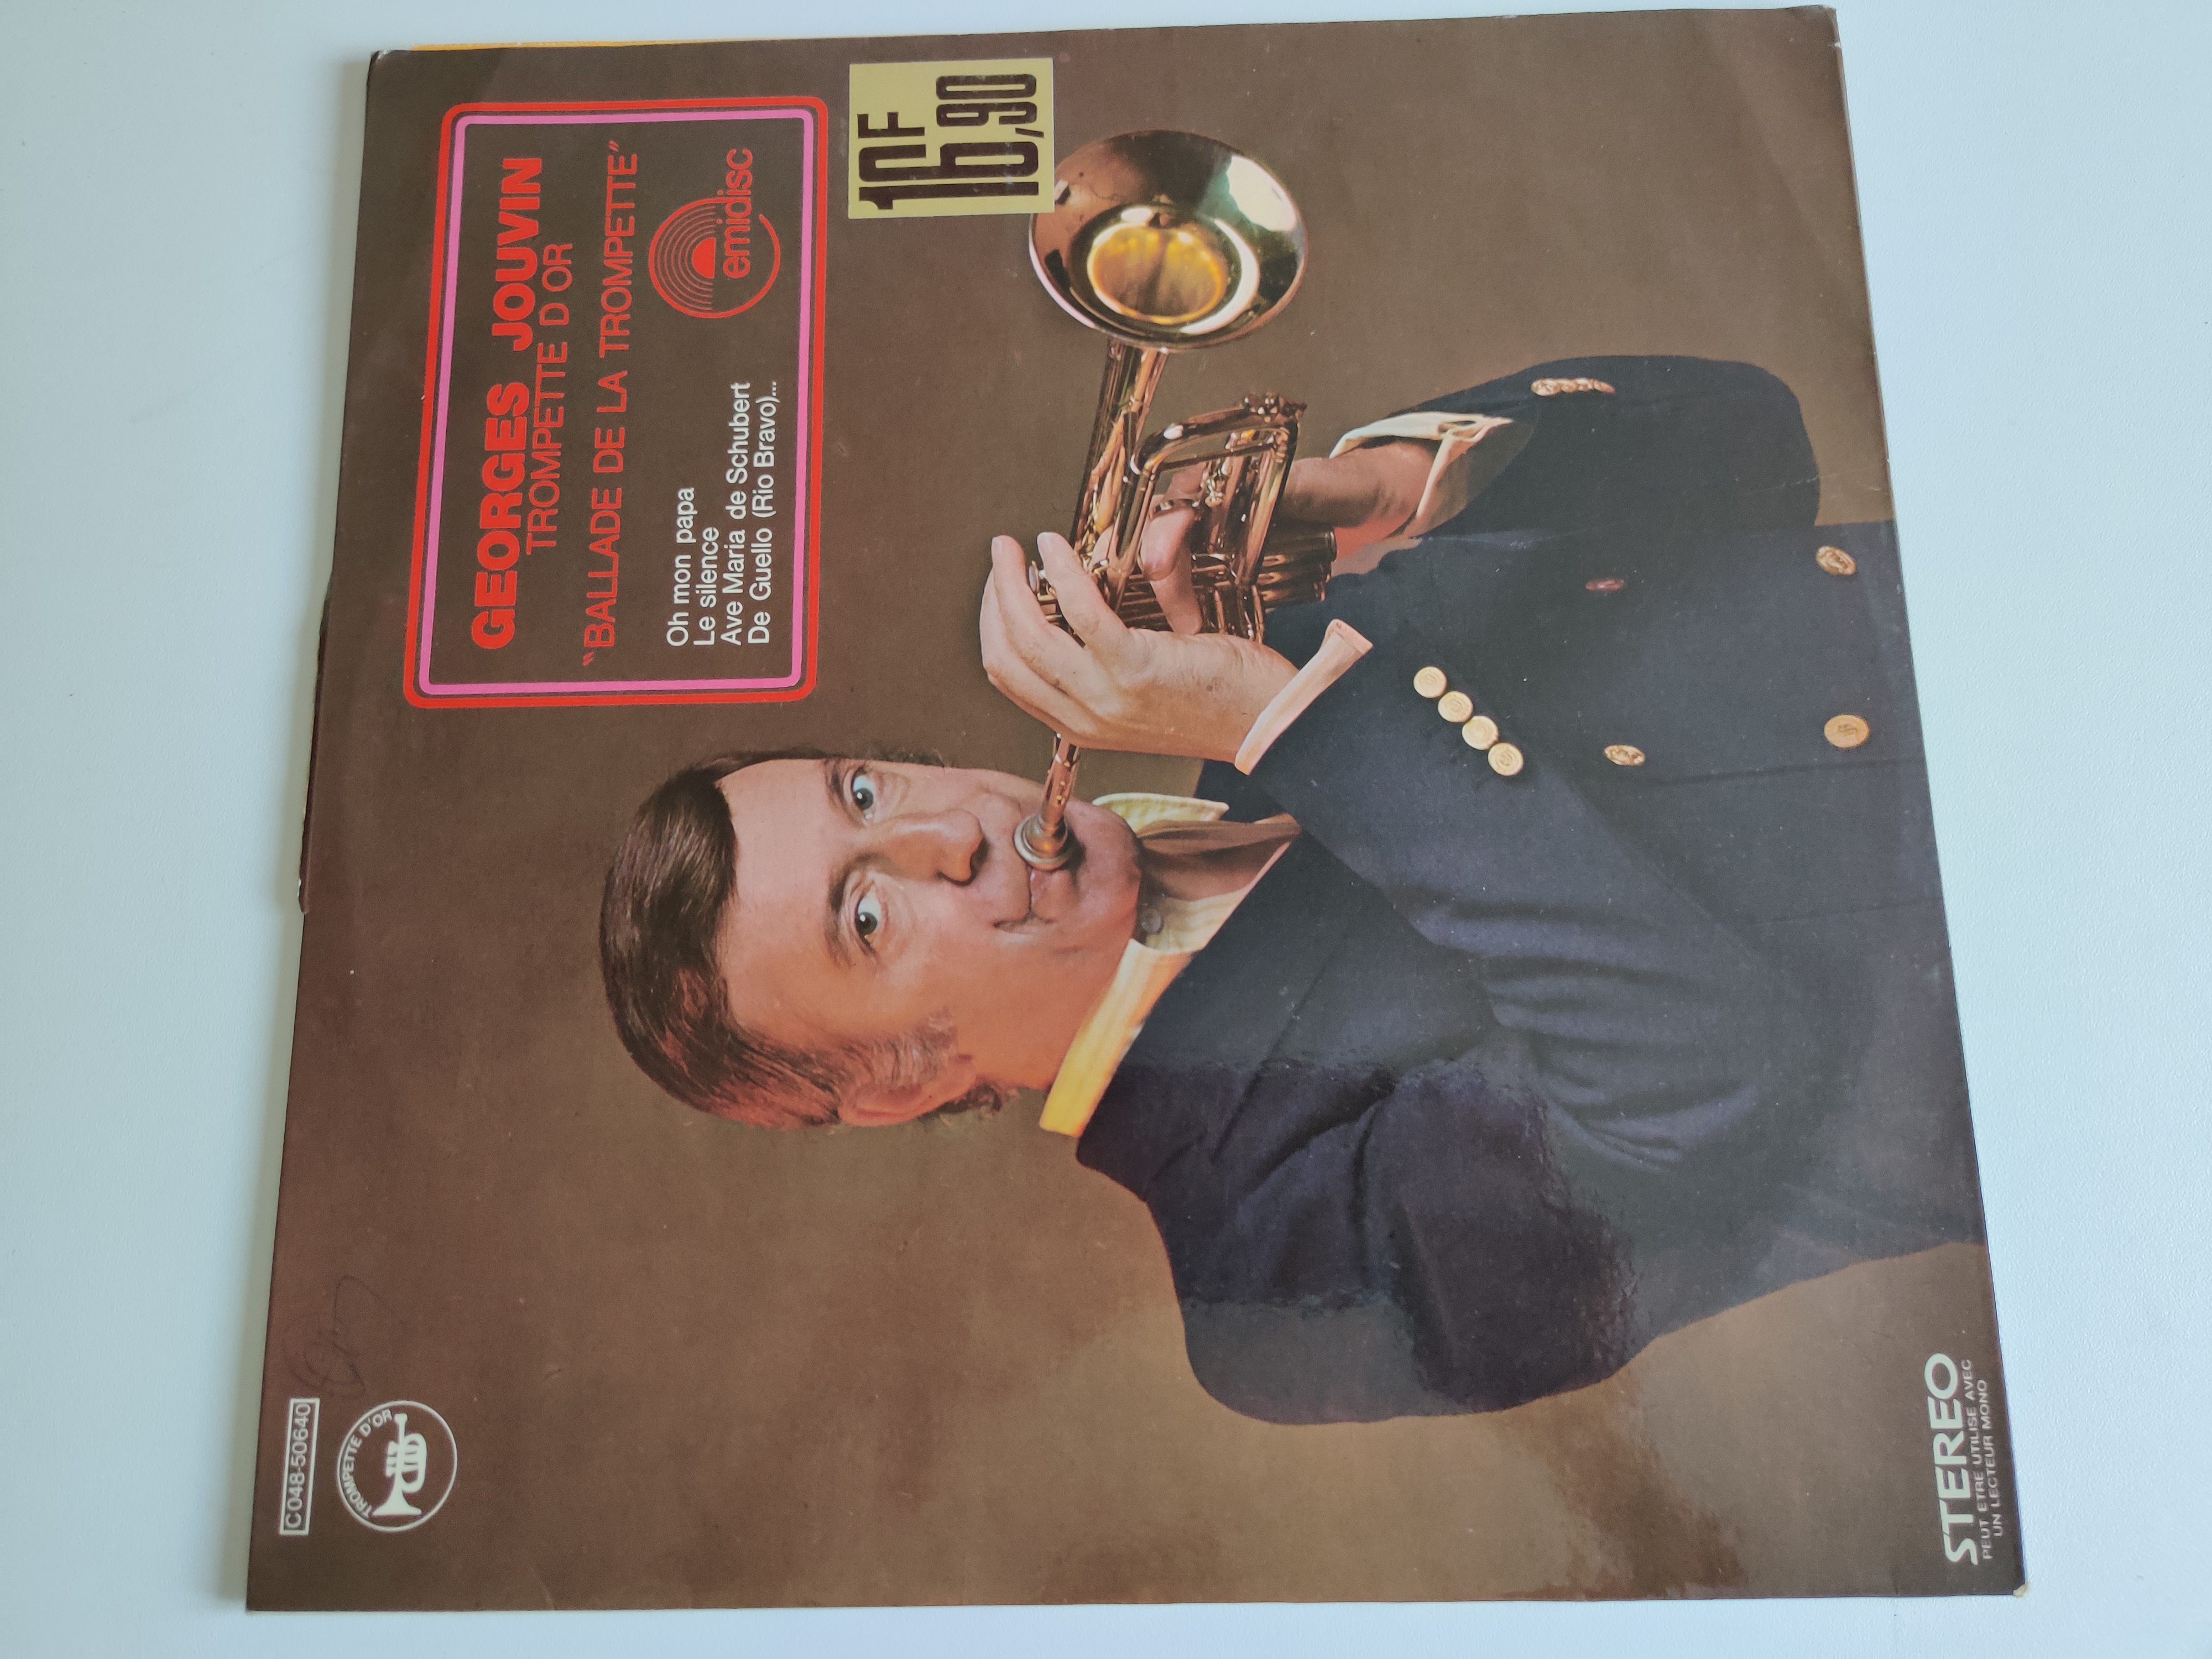 C 048-50640
TROMPETTE D'OR
GEORGES JOUVIN
TROMPETTE D OR
"BALLADE DE LA TROMPETTE"
Oh mon papa
Le silence
Ave Maria de Schubert
De Guello (Rio Bravo)...
emidisc
16F,90
STEREO
PEUT ETRE UTILISE AVEC
UN LECTEUR MONO